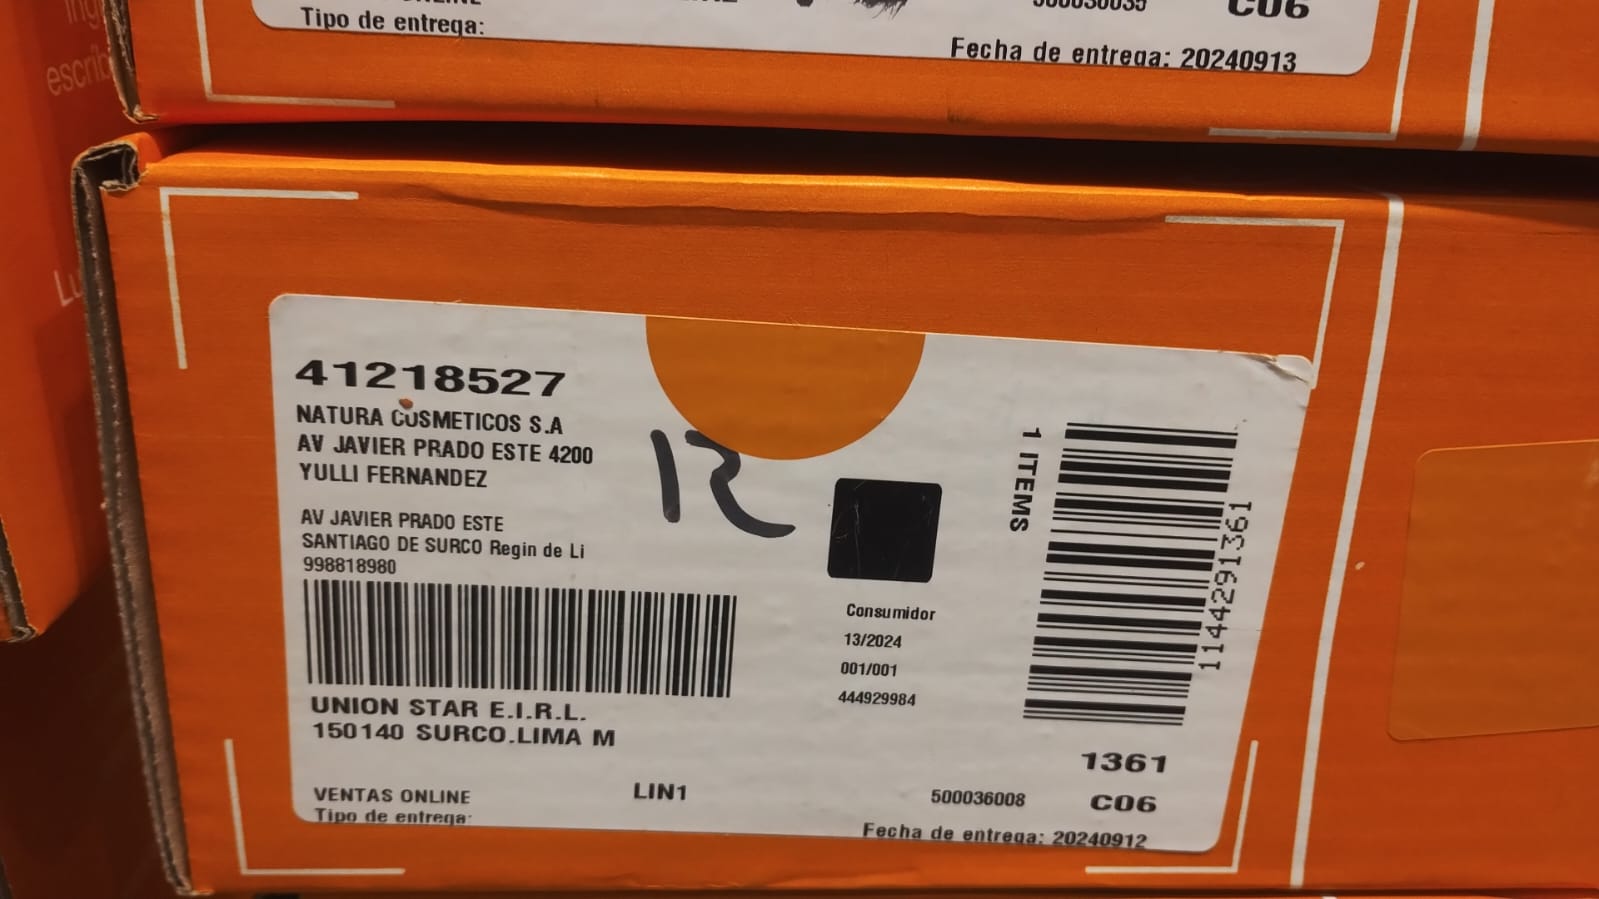 escrib
Tipo de entrega:
C06
Fecha de entrega: 20240913
41218527
NATURA COSMETICOS S.A
AV JAVIER PRADO ESTE 4200
YULLI FERNANDEZ
12
AV JAVIER PRADO ESTE
SANTIAGO DE SURCO Regin de Li
998818980
UNION STAR E.I.R.L.
150140 SURCO.LIMA M
VENTAS ONLINE
Tipo de entrega:
LIN1
Consumidor
13/2024
001/001
444929984
1 ITEMS
1144291361
1361
500036008
C06
Fecha de entrega: 20240912